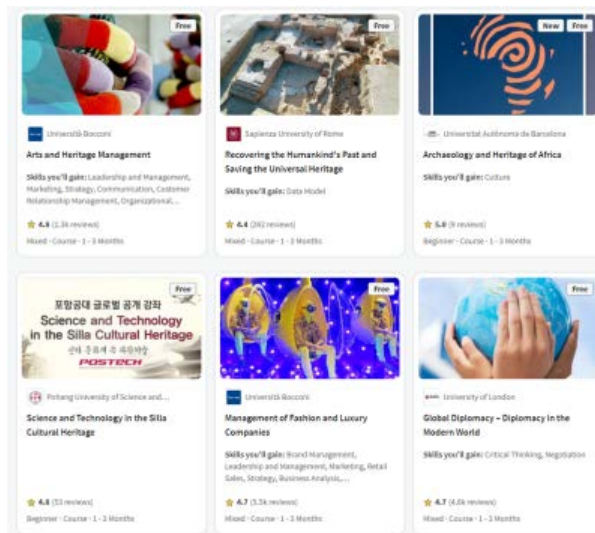 Free
Università Bocconi
Arts and Heritage Management
Skills you'll gain: Leadership and Management,
Marketing, Strategy, Communication, Customer
Relationship Management, Organizational...
4.8 (1.3k reviews)
Mixed · Course · 1 - 3 Months
Free
Sapienza University of Rome
Recovering the Humankind's Past and
Saving the Universal Heritage
Skills you'll gain: Data Model
4.4 (292 reviews)
Mixed · Course · 1 - 3 Months
New Free
Universitat Autònoma de Barcelona
Archaeology and Heritage of Africa
Skills you'll gain: Culture
5.0 (9 reviews)
Beginner · Course · 1 - 3 Months
Free
포항공대 글로벌 공개 강좌
Science and Technology
in the Silla Cultural Heritage
POSTECH
Pohang University of Science and...
Science and Technology in the Silla
Cultural Heritage
4.8 (53 reviews)
Beginner · Course · 1 - 3 Months
Free
Università Bocconi
Management of Fashion and Luxury
Companies
Skills you'll gain: Brand Management,
Leadership and Management, Marketing, Retail
Sales, Strategy, Business Analysis,...
4.7 (5.5k reviews)
Mixed · Course · 1 - 3 Months
Free
University of London
Global Diplomacy – Diplomacy in the
Modern World
Skills you'll gain: Critical Thinking, Negotiation
4.7 (4.6k reviews)
Mixed · Course · 1 - 3 Months